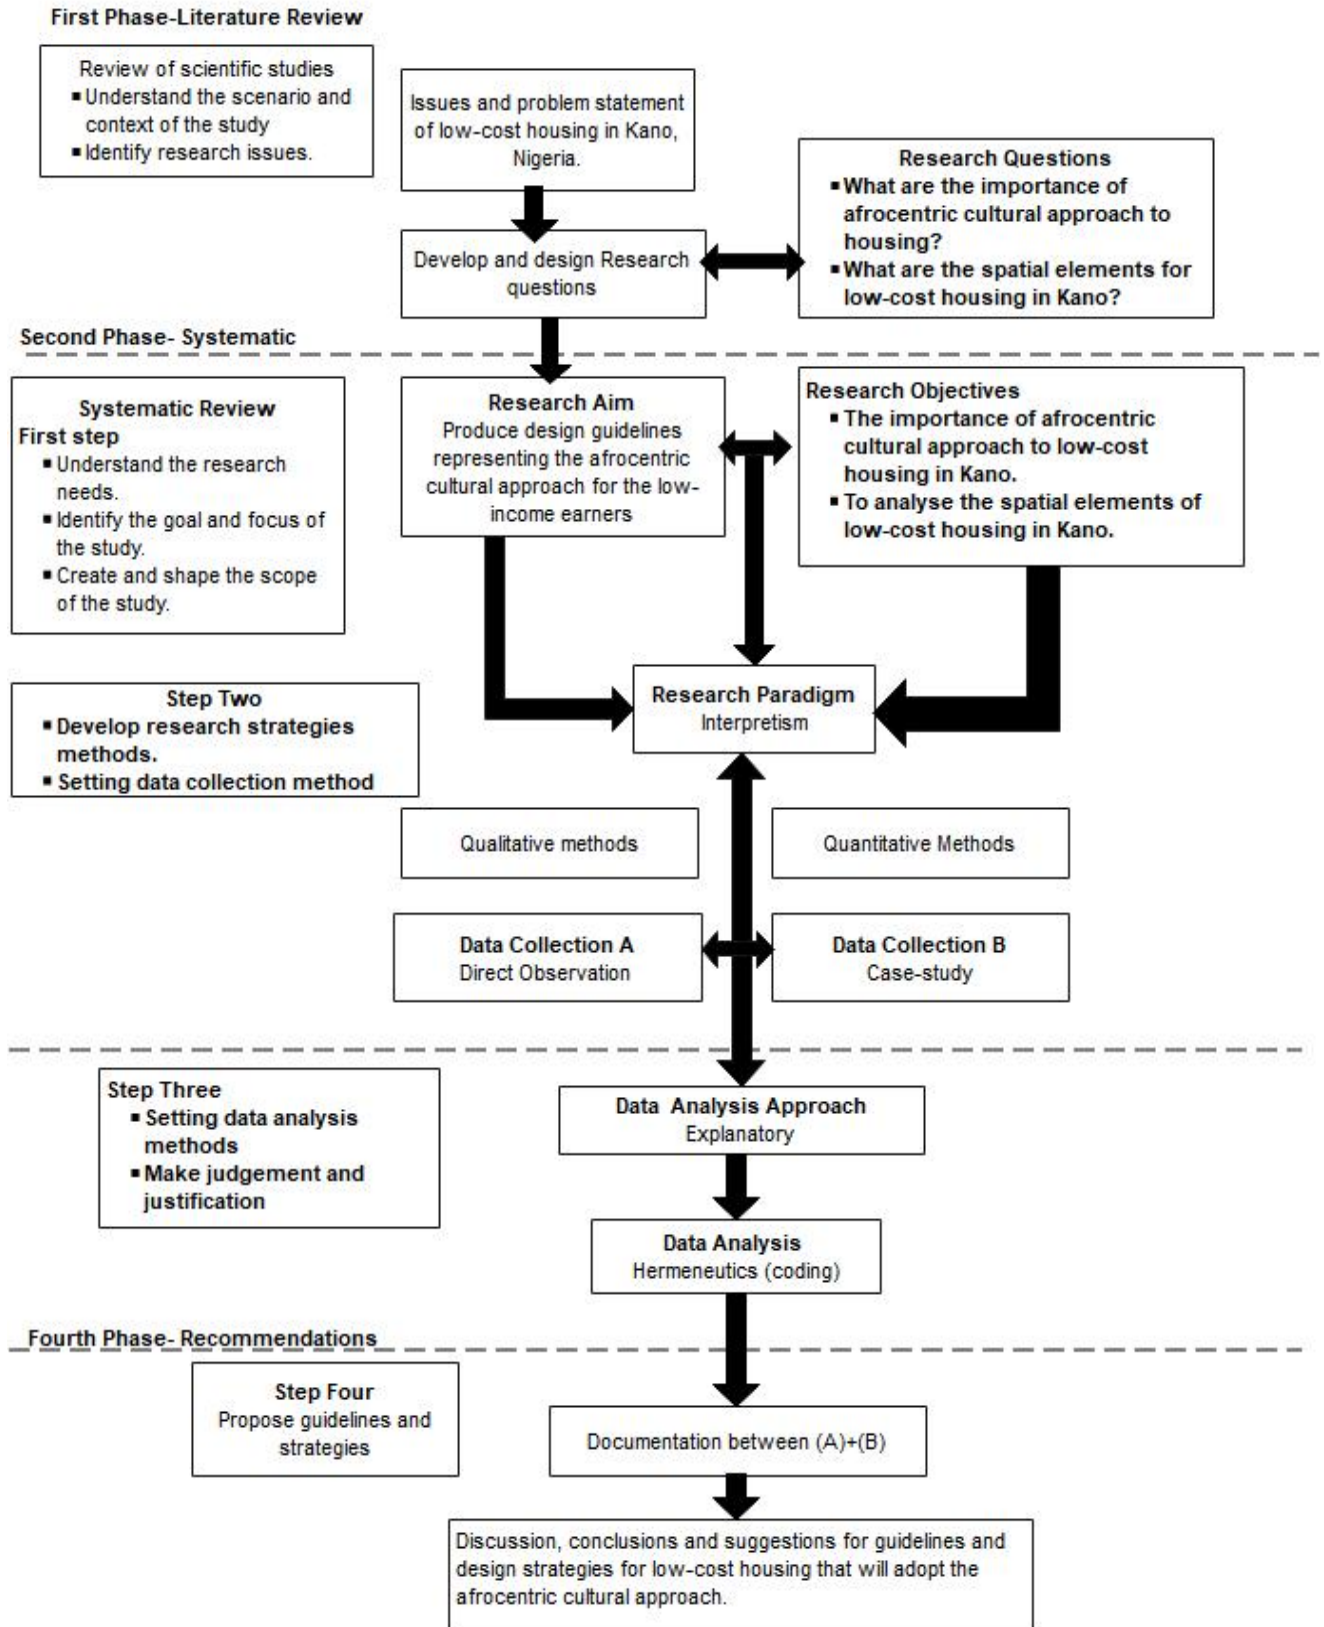 First Phase-Literature Review
Review of scientific studies
▪ Understand the scenario and
context of the study
▪ Identify research issues.
Issues and problem statement
of low-cost housing in Kano,
Nigeria.
Research Questions
▪ What are the importance of
afrocentric cultural approach to
housing?
▪ What are the spatial elements for
low-cost housing in Kano?
Develop and design Research
questions
Second Phase- Systematic
Systematic Review
First step
▪ Understand the research
needs.
▪ Identify the goal and focus of
the study.
▪ Create and shape the scope
of the study.
Research Aim
Produce design guidelines
representing the afrocentric
cultural approach for the low-
income earners
Research Objectives
▪ The importance of afrocentric
cultural approach to low-cost
housing in Kano.
▪ To analyse the spatial elements of
low-cost housing in Kano.
Research Paradigm
Interpretism
Step Two
▪ Develop research strategies
methods.
▪ Setting data collection method
Qualitative methods
Quantitative Methods
Data Collection A
Direct Observation
Data Collection B
Case-study
Step Three
▪ Setting data analysis
methods
▪ Make judgement and
justification
Data Analysis Approach
Explanatory
Data Analysis
Hermeneutics (coding)
Fourth Phase- Recommendations
Step Four
Propose guidelines and
strategies
Documentation between (A)+(B)
Discussion, conclusions and suggestions for guidelines and
design strategies for low-cost housing that will adopt the
afrocentric cultural approach.